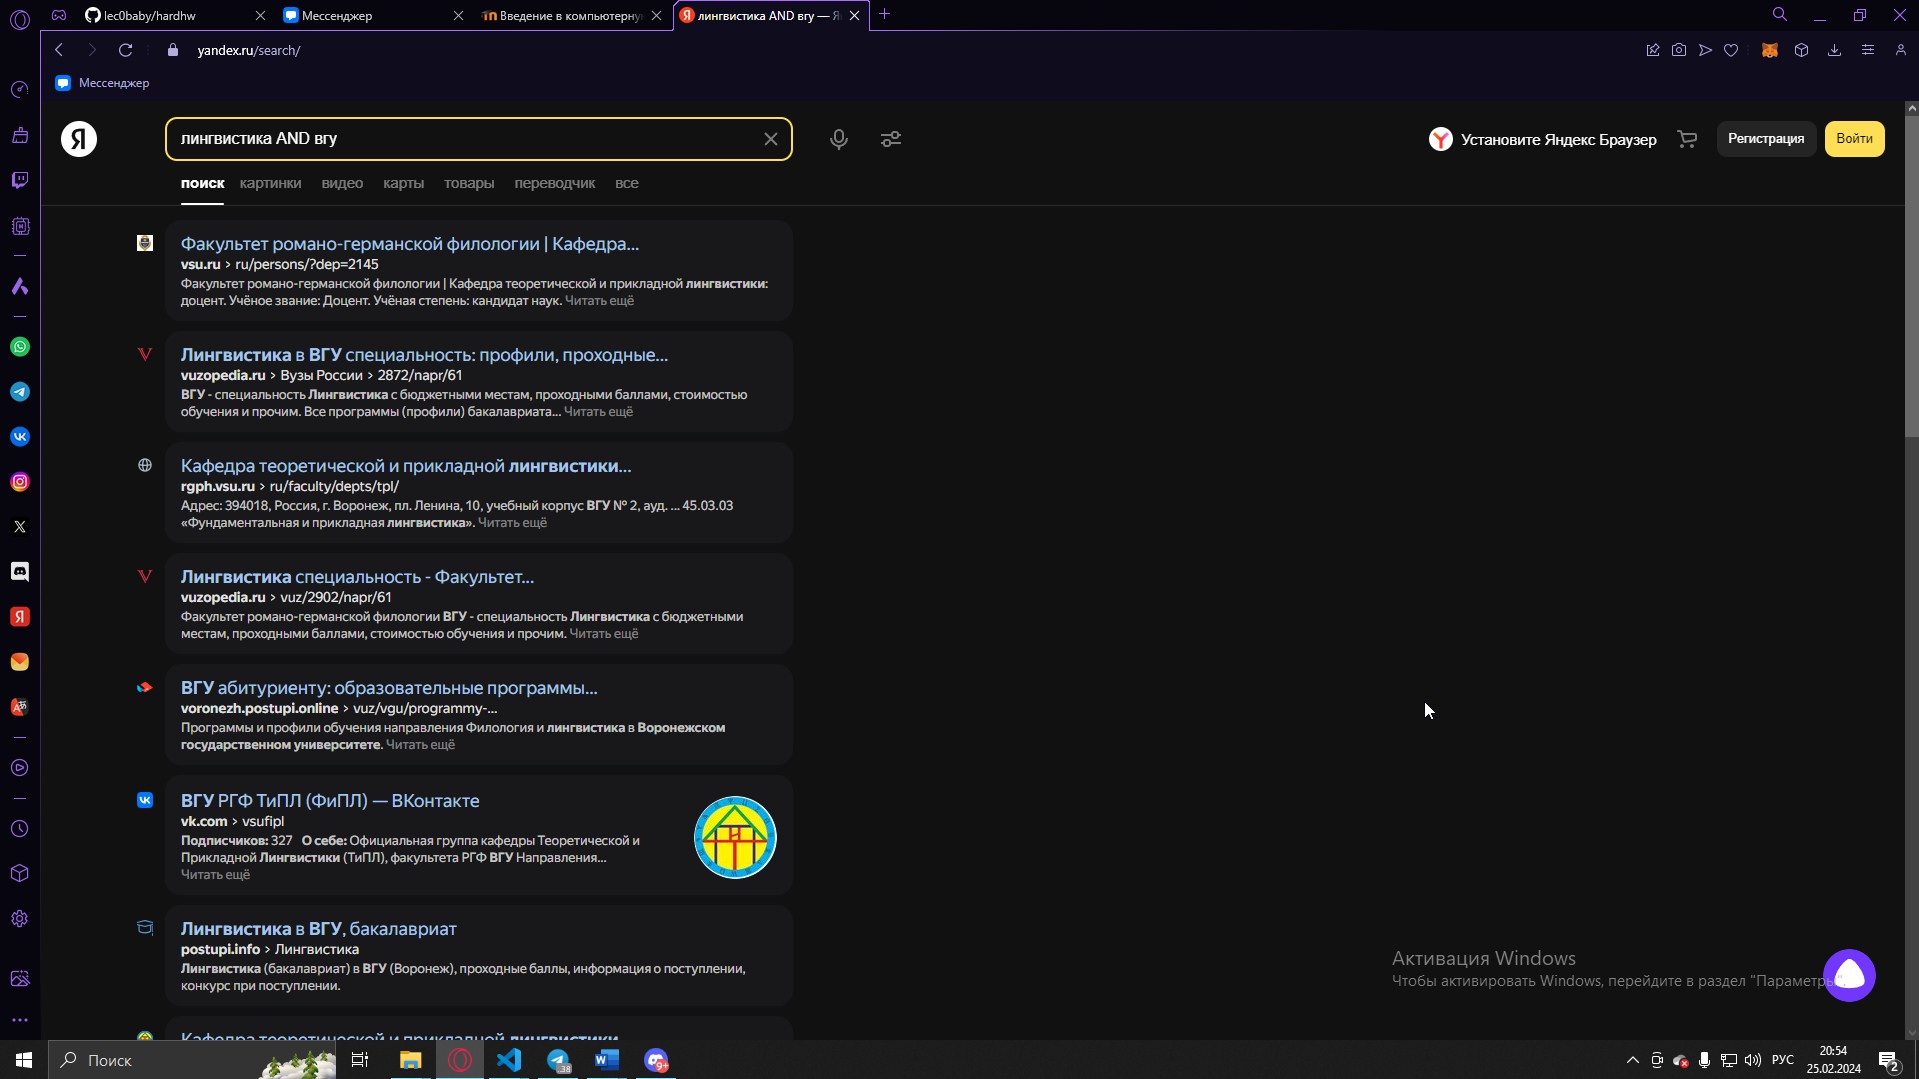 lec0baby/hardhw
Мессенджер
Введение в компьютерну
лингвистика AND вгу — Я
yandex.ru/search/
Мессенджер
Я
лингвистика AND вгу
Установите Яндекс Браузер
Регистрация
Войти
поиск картинки видео карты товары переводчик все
Факультет романо-германской филологии | Кафедра...
vsu.ru › ru/persons/?dep=2145
Факультет романо-германской филологии | Кафедра теоретической и прикладной лингвистики:
доцент. Учёное звание: Доцент. Учёная степень: кандидат наук. Читать ещё
Лингвистика в ВГУ специальность: профили, проходные...
vuzopedia.ru › Вузы России › 2872/napr/61
ВГУ - специальность Лингвистика с бюджетными местам, проходными баллами, стоимостью
обучения и прочим. Все программы (профили) бакалавриата... Читать ещё
Кафедра теоретической и прикладной лингвистики...
rgph.vsu.ru › ru/faculty/depts/tpl/
Адрес: 394018, Россия, г. Воронеж, пл. Ленина, 10, учебный корпус ВГУ № 2, ауд. ... 45.03.03
«Фундаментальная и прикладная лингвистика». Читать ещё
Лингвистика специальность - Факультет...
vuzopedia.ru › vuz/2902/napr/61
Факультет романо-германской филологии ВГУ - специальность Лингвистика с бюджетными
местам, проходными баллами, стоимостью обучения и прочим. Читать ещё
ВГУ абитуриенту: образовательные программы...
voronezh.postupi.online › vuz/vgu/programmy-...
Программы и профили обучения направления Филология и лингвистика в Воронежском
государственном университете. Читать ещё
ВГУ РГФ ТиПЛ (ФиПЛ) — ВКонтакте
vk.com › vsufipl
Подписчиков: 327 О себе: Официальная группа кафедры Теоретической и
Прикладной Лингвистики (ТиПЛ), факультета РГФ ВГУ Направления...
Читать ещё
Лингвистика в ВГУ, бакалавриат
postupi.info › Лингвистика
Лингвистика (бакалавриат) в ВГУ (Воронеж), проходные баллы, информация о поступлении,
конкурс при поступлении.
Кафедра теоретической и прикладной лингвистики
Активация Windows
Чтобы активировать Windows, перейдите в раздел "Параметры".
Поиск
38
9+
РУС
20:54
25.02.2024
2